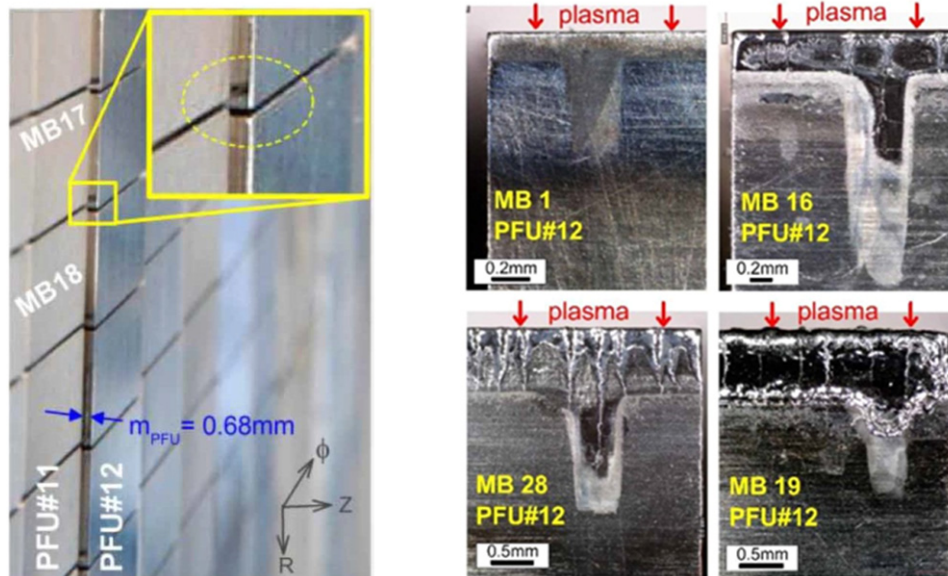 MB17
MB18
m_PFU = 0.68mm
PFU#11
PFU#12
ϕ
Z
R
plasma
MB 1
PFU#12
0.2mm
plasma
MB 16
PFU#12
0.2mm
plasma
MB 28
PFU#12
0.5mm
plasma
MB 19
PFU#12
0.5mm